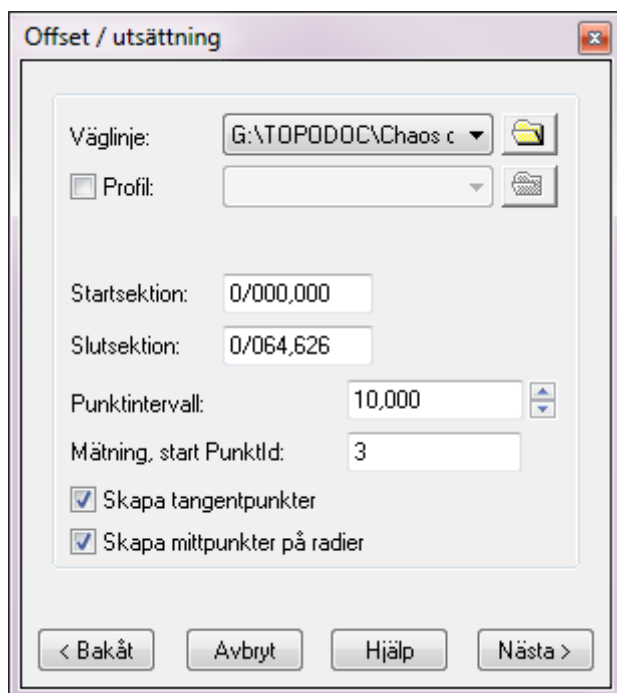 Offset / utsättning
Väglinje: G:\TOPODOC\Chaos c
Profil:
Startsektion: 0/000,000
Slutsektion: 0/064,626
Punktintervall: 10,000
Mätning, start PunktId: 3
Skapa tangentpunkter
Skapa mittpunkter på radier
< Bakåt Avbryt Hjälp Nästa >